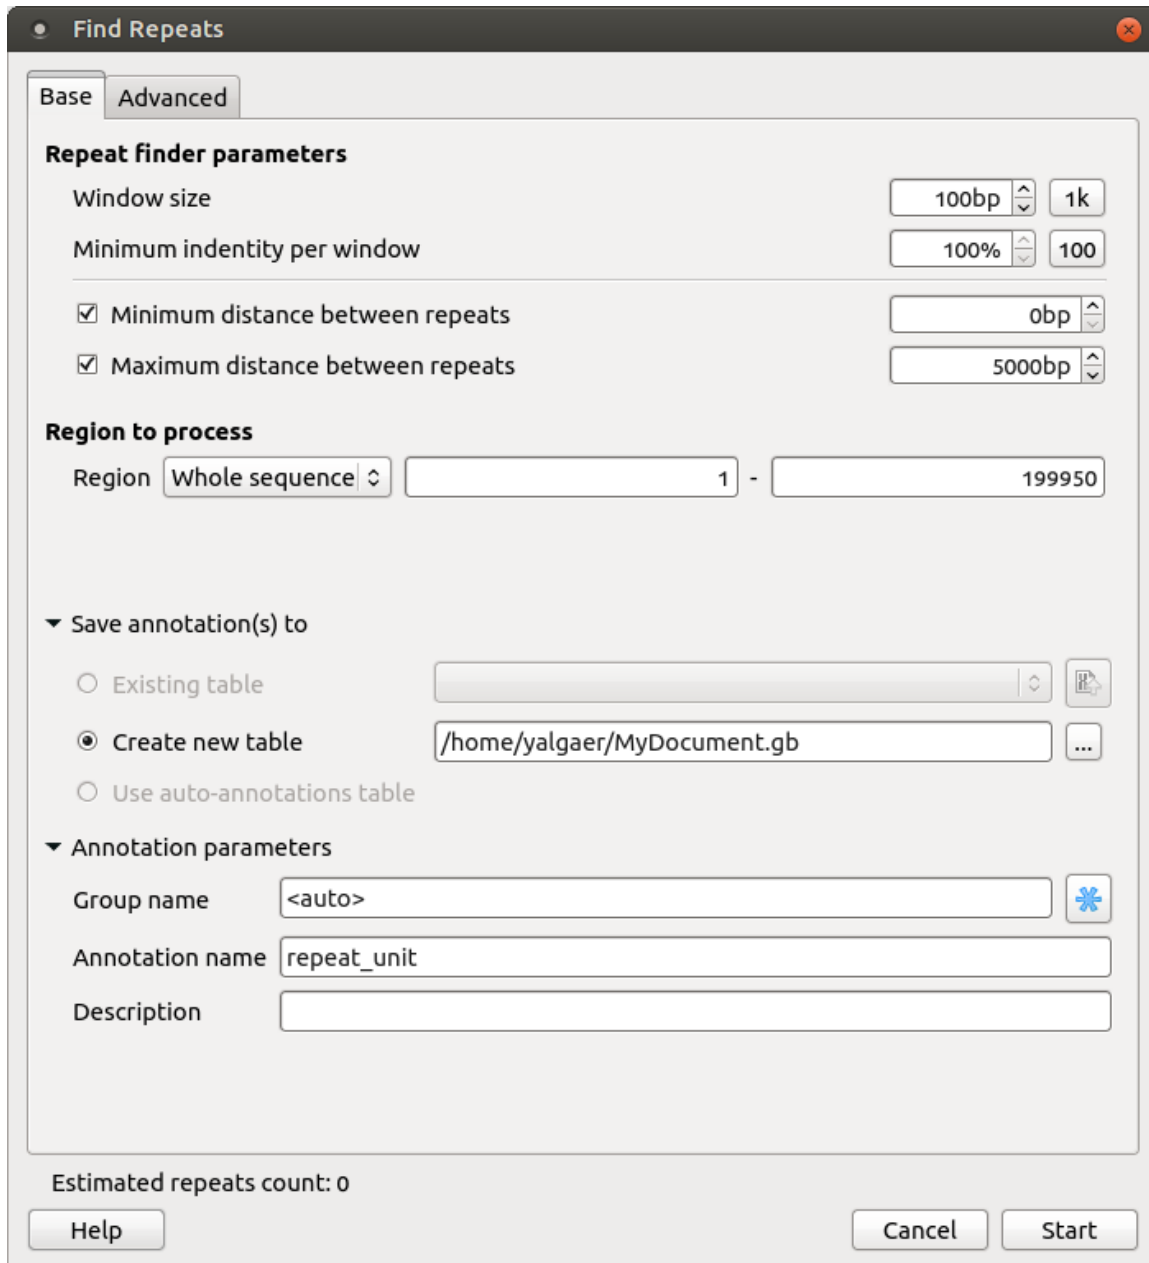 Find Repeats
Base Advanced
Repeat finder parameters
Window size 100bp 1k
Minimum indentity per window 100% 100
Minimum distance between repeats 0bp
Maximum distance between repeats 5000bp
Region to process
Region Whole sequence 1 - 199950
Save annotation(s) to
Existing table
Create new table /home/yalgaer/MyDocument.gb ...
Use auto-annotations table
Annotation parameters
Group name <auto>
Annotation name repeat_unit
Description
Estimated repeats count: 0
Help Cancel Start